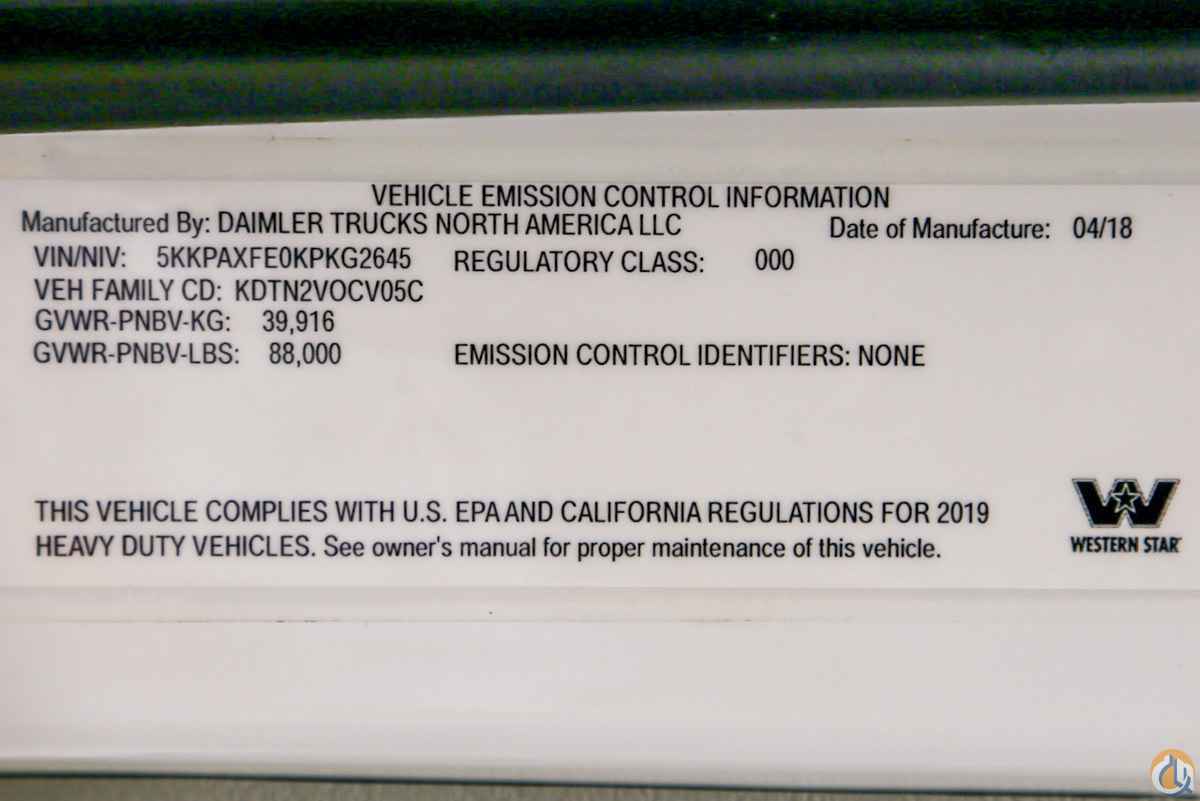 VEHICLE EMISSION CONTROL INFORMATION
Manufactured By: DAIMLER TRUCKS NORTH AMERICA LLC Date of Manufacture: 04/18
VIN/NIV: 5KKPAXFE0KPKG2645 REGULATORY CLASS: 000
VEH FAMILY CD: KDTN2VOCV05C
GVWR-PNBV-KG: 39,916
GVWR-PNBV-LBS: 88,000 EMISSION CONTROL IDENTIFIERS: NONE
THIS VEHICLE COMPLIES WITH U.S. EPA AND CALIFORNIA REGULATIONS FOR 2019
HEAVY DUTY VEHICLES. See owner's manual for proper maintenance of this vehicle.
WESTERN STAR